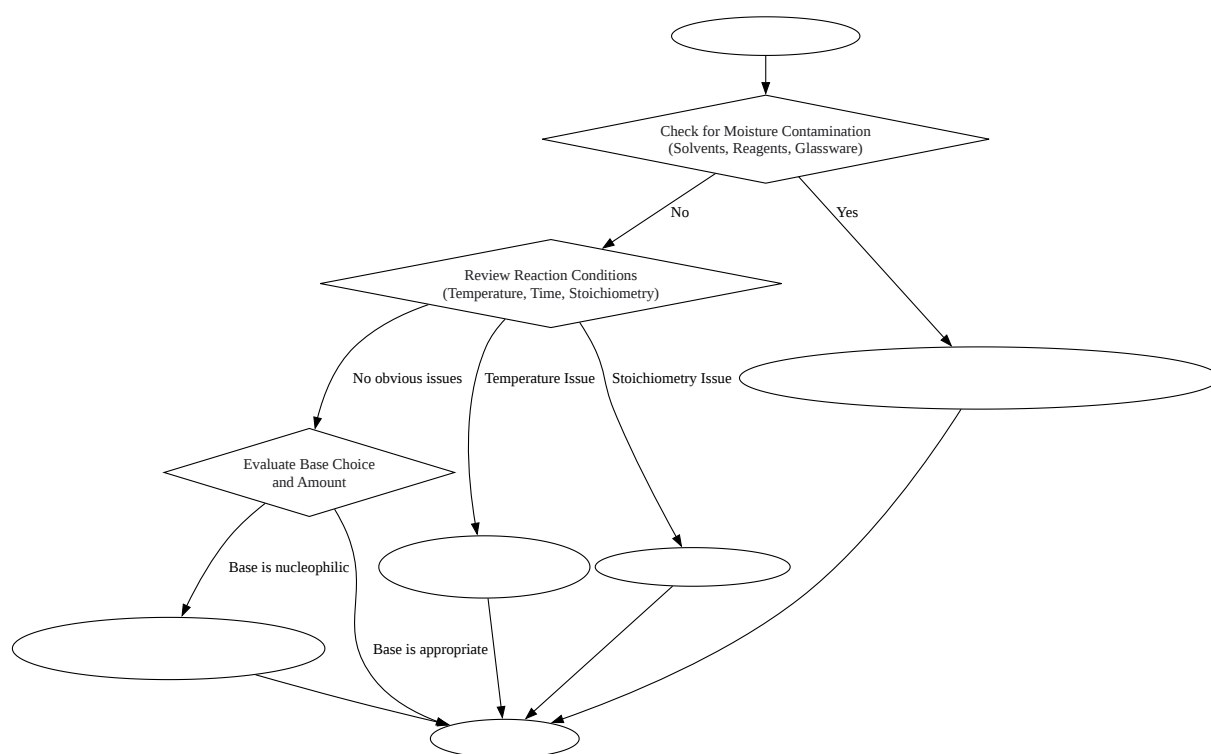 Check for Moisture Contamination
(Solvents, Reagents, Glassware)
No
Yes
Review Reaction Conditions
(Temperature, Time, Stoichiometry)
No obvious issues
Temperature Issue
Stoichiometry Issue
Evaluate Base Choice
and Amount
Base is nucleophilic
Base is appropriate